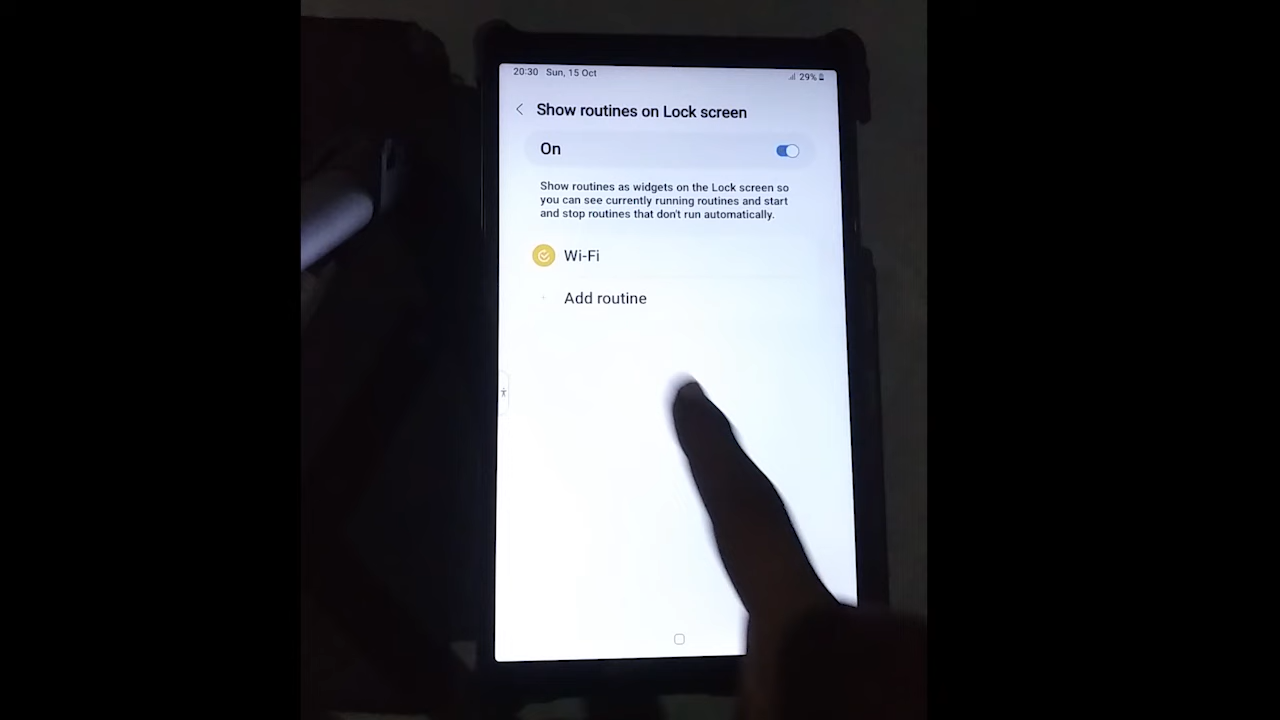 20:30 Sun, 15 Oct 29%
Show routines on Lock screen
On
Show routines as widgets on the Lock screen so
you can see currently running routines and start
and stop routines that don't run automatically.
Wi-Fi
Add routine